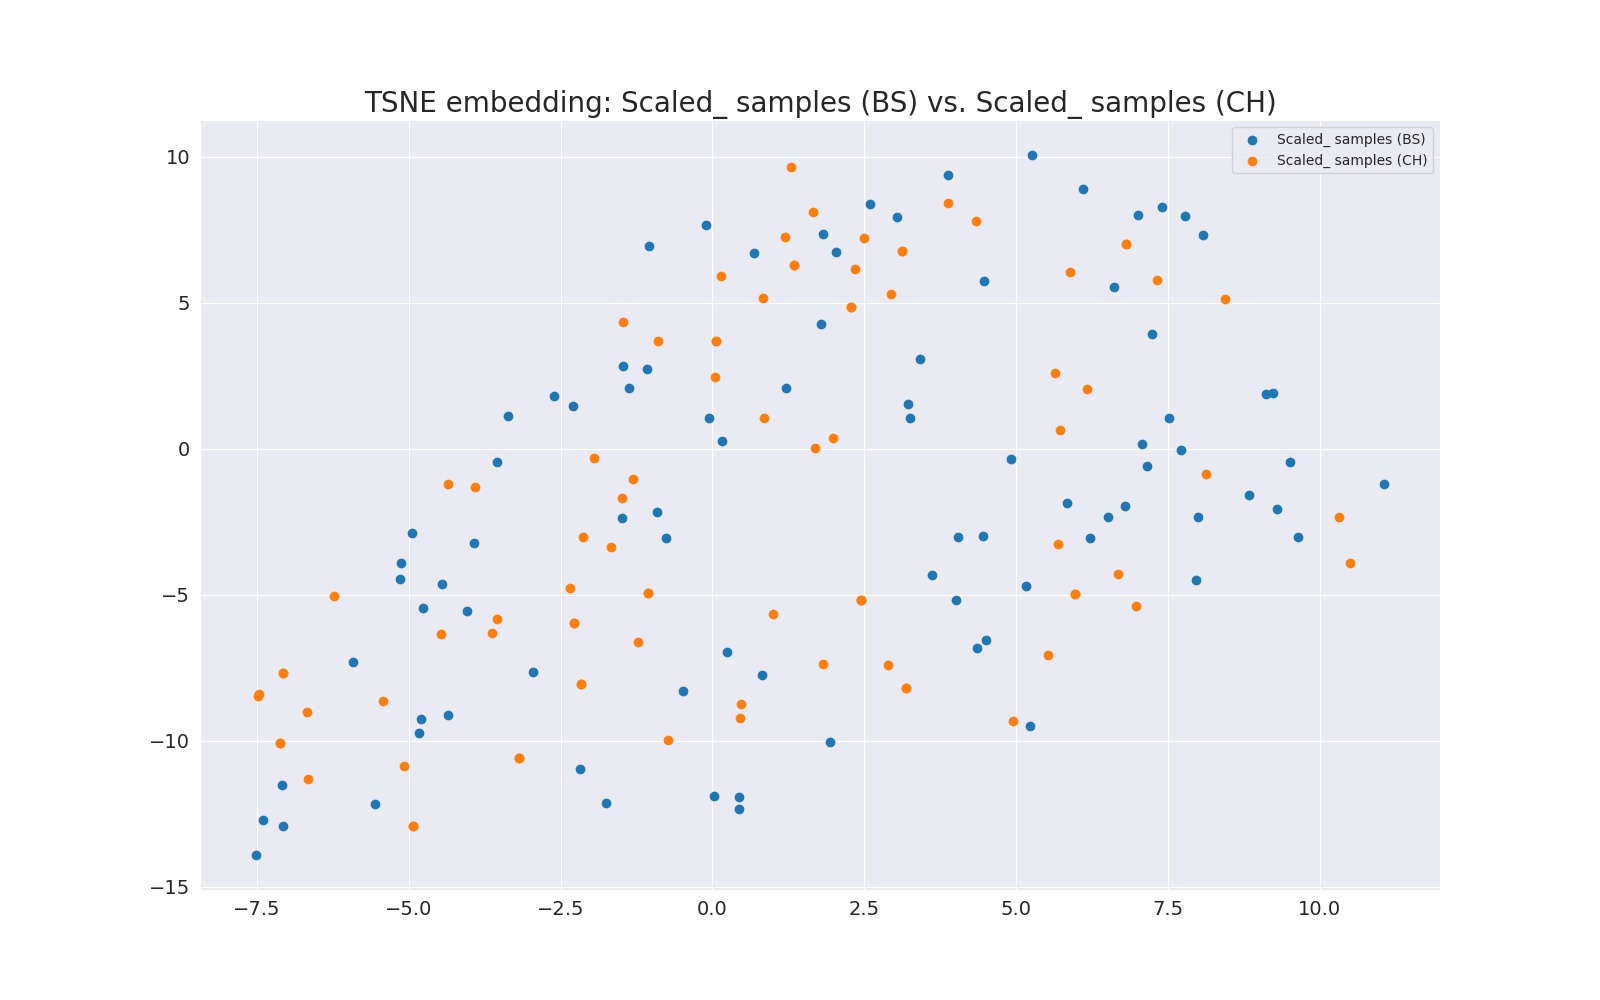 TSNE embedding: Scaled_ samples (BS) vs. Scaled_ samples (CH)
Scaled_ samples (BS)
Scaled_ samples (CH)
10
5
0
−5
−10
−15
−7.5 −5.0 −2.5 0.0 2.5 5.0 7.5 10.0